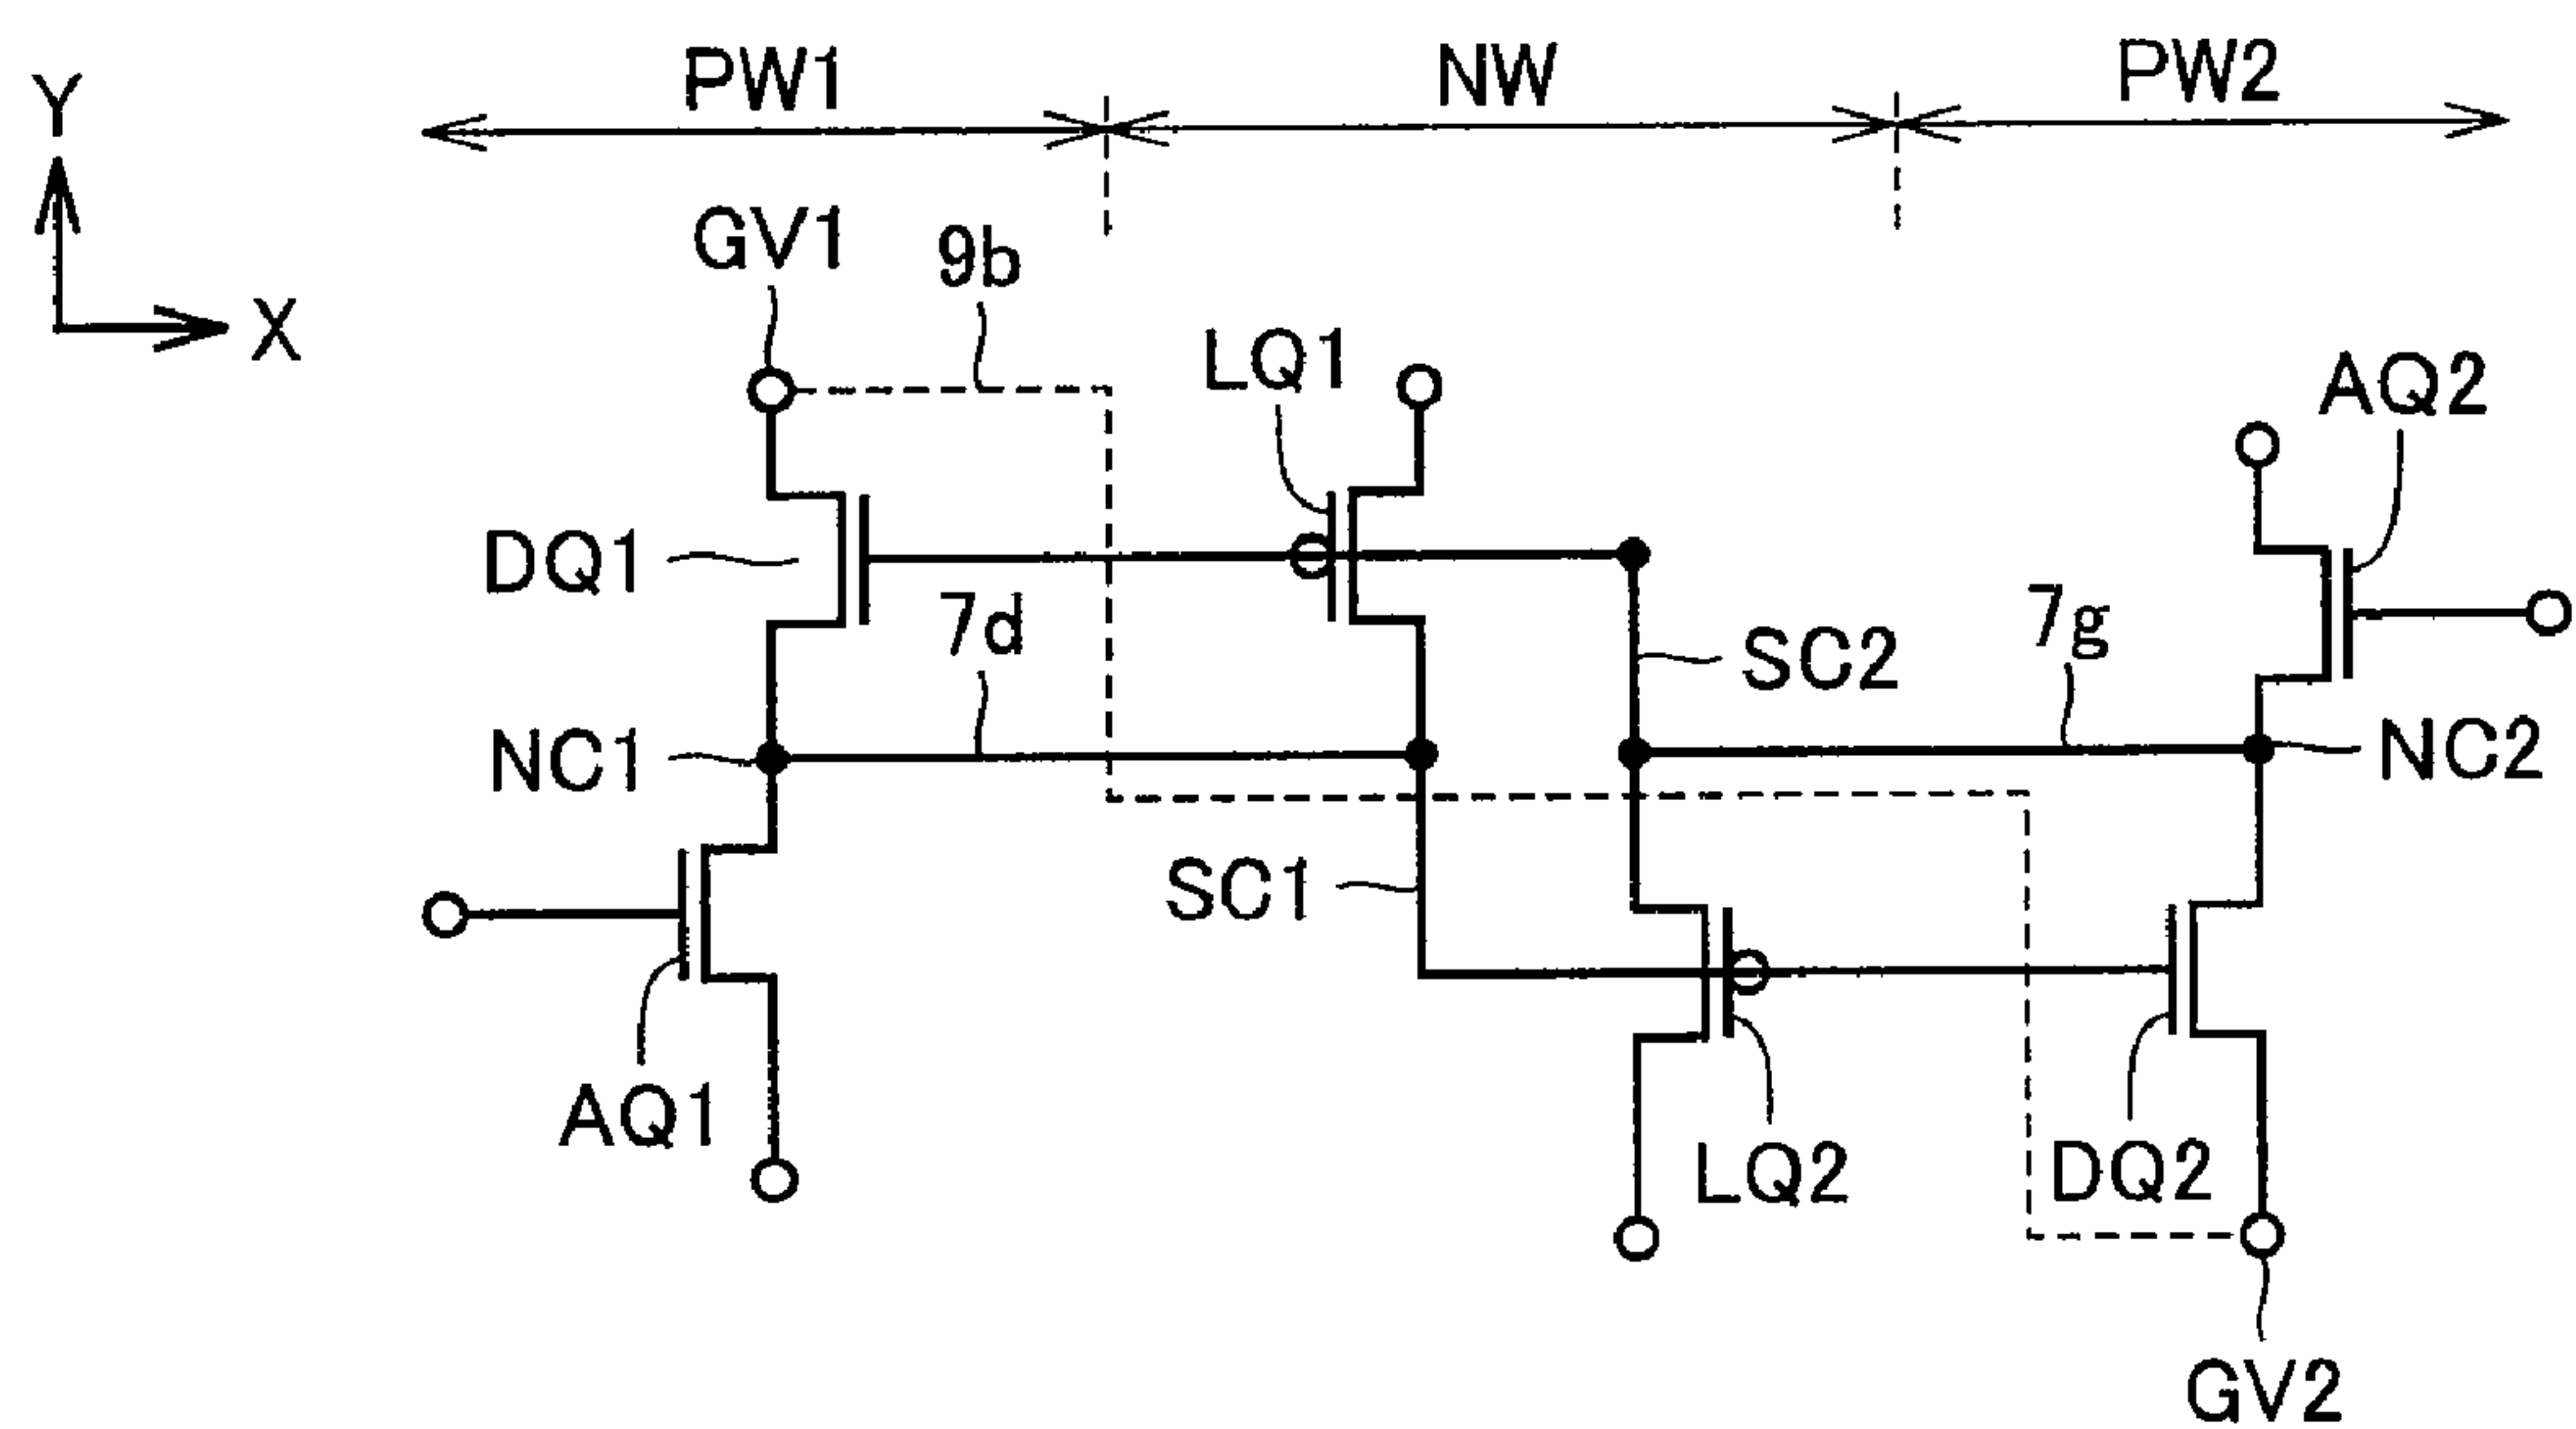 Y
X
PW1 NW PW2
GV1 9b
LQ1
AQ2
DQ1
7d
SC2
7g
NC1
NC2
SC1
AQ1
LQ2
DQ2
GV2